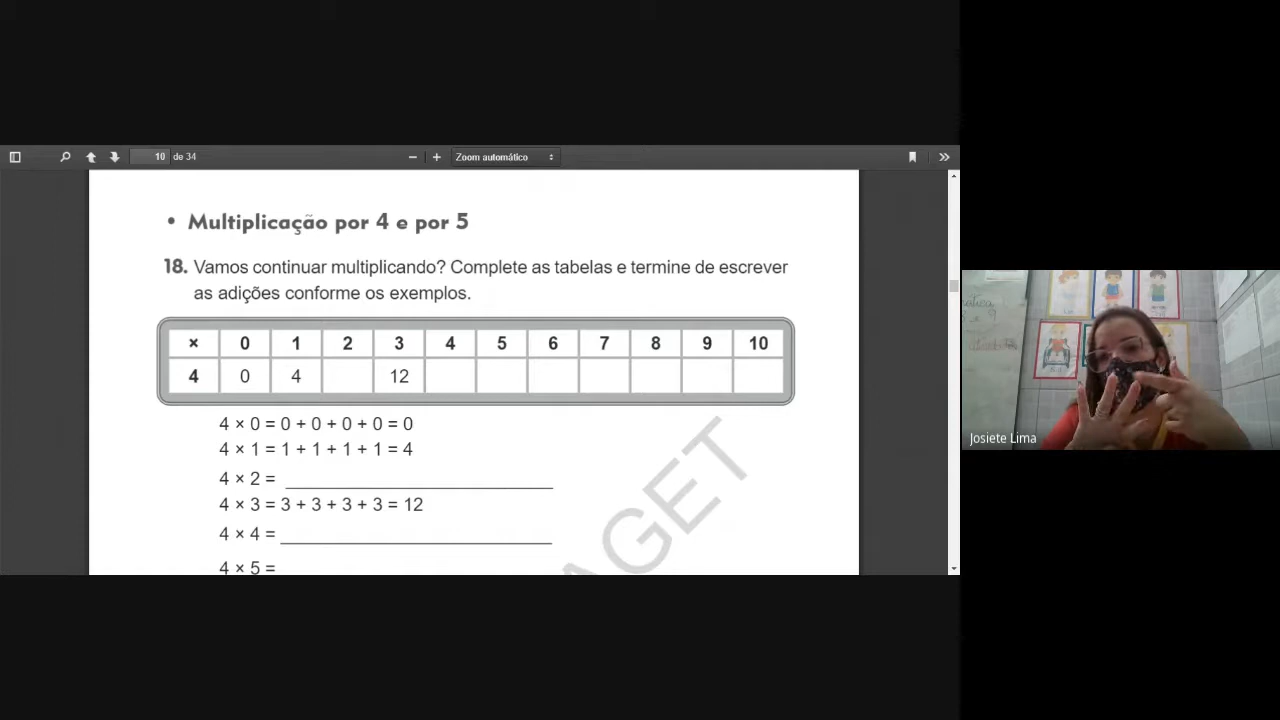 10 de 34
Zoom automático
• Multiplicação por 4 e por 5
18. Vamos continuar multiplicando? Complete as tabelas e termine de escrever
as adições conforme os exemplos.
× 0 1 2 3 4 5 6 7 8 9 10
4 0 4 12
4 × 0 = 0 + 0 + 0 + 0 = 0
4 × 1 = 1 + 1 + 1 + 1 = 4
4 × 2 =
4 × 3 = 3 + 3 + 3 + 3 = 12
4 × 4 =
4 × 5 =
AGET
Josiete Lima